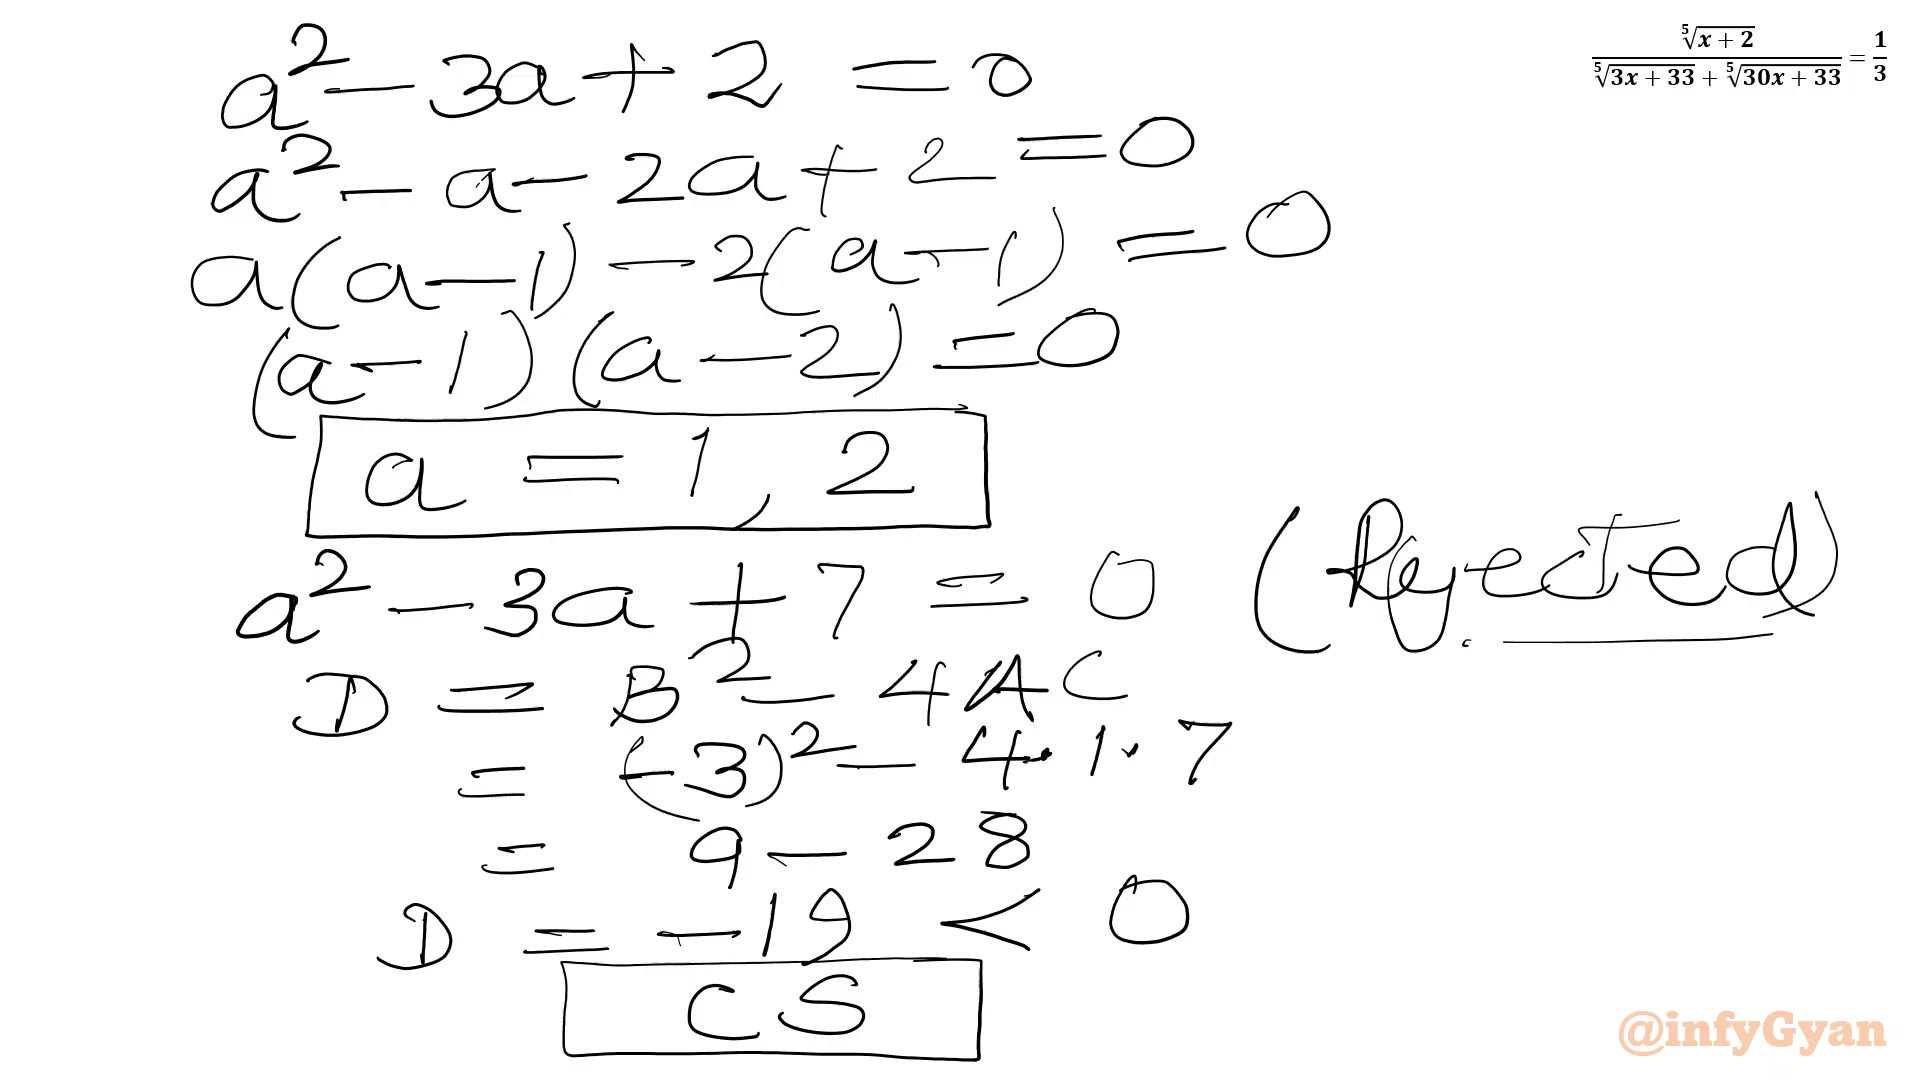 a² - 3a + 2 = 0
⁵√(x + 2) / (⁵√(3x + 33) + ⁵√(30x + 33)) = 1/3
a² - a - 2a + 2 = 0
a(a - 1) - 2(a - 1) = 0
(a - 1)(a - 2) = 0
a = 1, 2
a² - 3a + 7 = 0 (Rejected)
D = B² - 4AC
= (-3)² - 4·1·7
= 9 - 28
D = -19 < 0
CS
@infyGyan